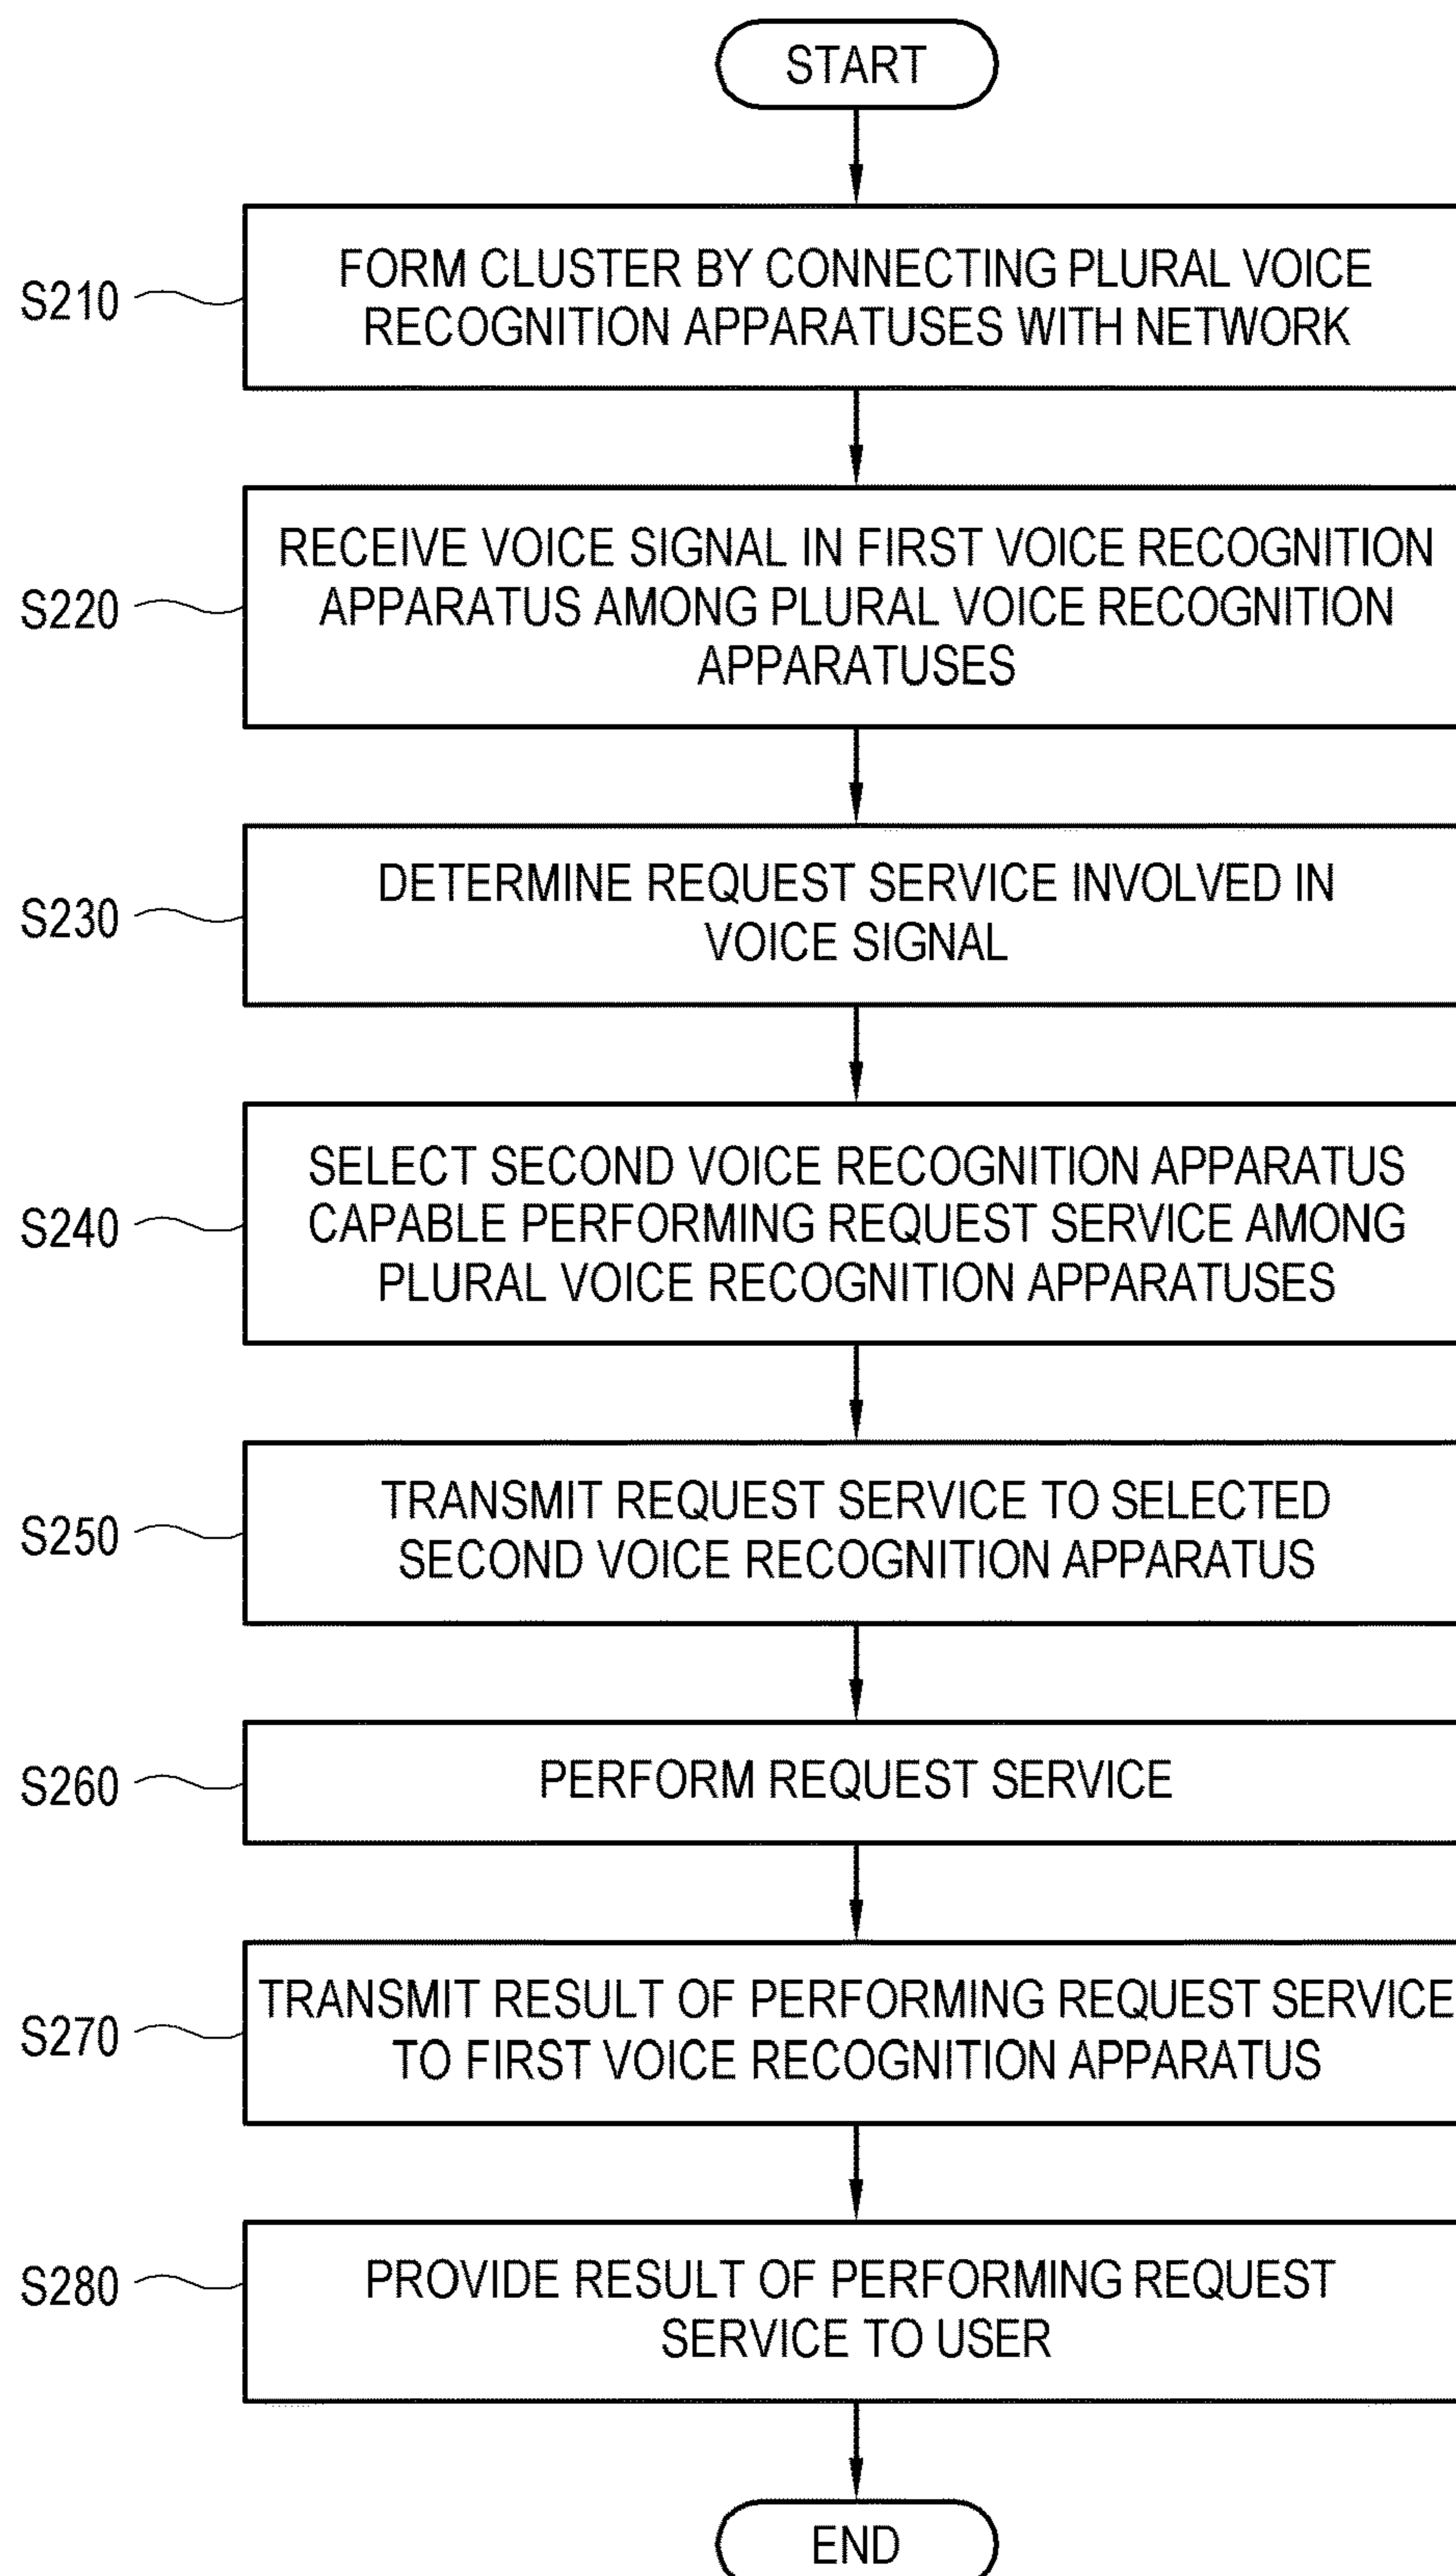 START
S210
FORM CLUSTER BY CONNECTING PLURAL VOICE
RECOGNITION APPARATUSES WITH NETWORK
S220
RECEIVE VOICE SIGNAL IN FIRST VOICE RECOGNITION
APPARATUS AMONG PLURAL VOICE RECOGNITION
APPARATUSES
S230
DETERMINE REQUEST SERVICE INVOLVED IN
VOICE SIGNAL
S240
SELECT SECOND VOICE RECOGNITION APPARATUS
CAPABLE PERFORMING REQUEST SERVICE AMONG
PLURAL VOICE RECOGNITION APPARATUSES
S250
TRANSMIT REQUEST SERVICE TO SELECTED
SECOND VOICE RECOGNITION APPARATUS
S260
PERFORM REQUEST SERVICE
S270
TRANSMIT RESULT OF PERFORMING REQUEST SERVICE
TO FIRST VOICE RECOGNITION APPARATUS
S280
PROVIDE RESULT OF PERFORMING REQUEST
SERVICE TO USER
END